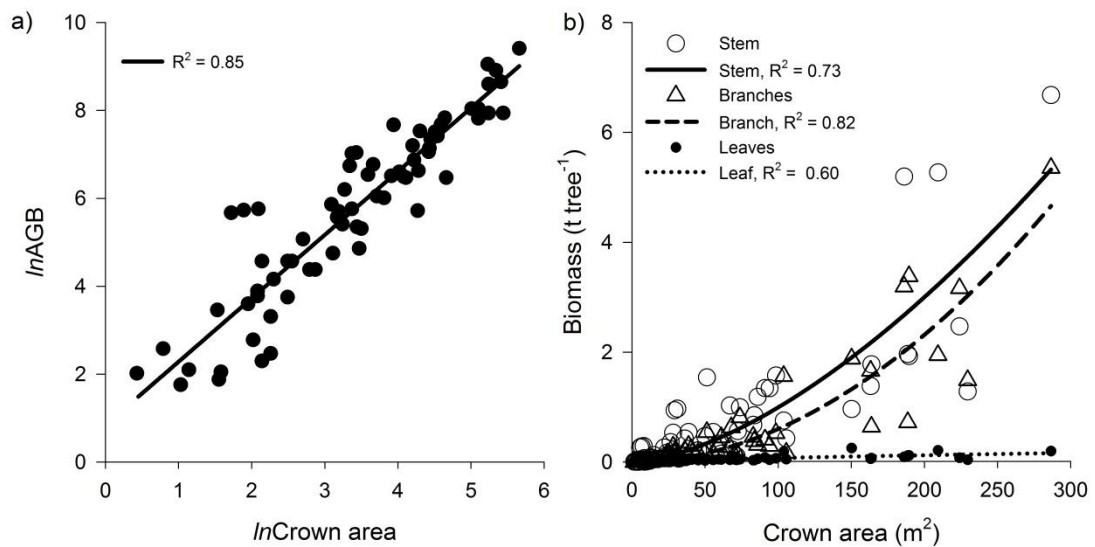 a)
R² = 0.85
lnAGB
10
8
6
4
2
0
0 1 2 3 4 5 6
lnCrown area
b)
Stem
Stem, R² = 0.73
Branches
Branch, R² = 0.82
Leaves
Leaf, R² = 0.60
Biomass (t tree⁻¹)
8
6
4
2
0
0 50 100 150 200 250 300
Crown area (m²)